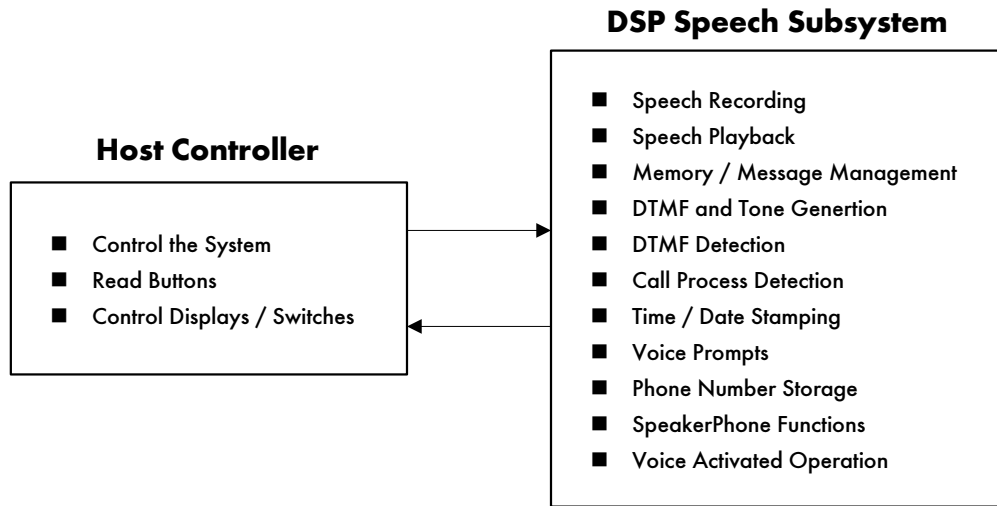 DSP Speech Subsystem
■ Speech Recording
■ Speech Playback
■ Memory / Message Management
■ DTMF and Tone Genertion
■ DTMF Detection
■ Call Process Detection
■ Time / Date Stamping
■ Voice Prompts
■ Phone Number Storage
■ SpeakerPhone Functions
■ Voice Activated Operation
Host Controller
■ Control the System
■ Read Buttons
■ Control Displays / Switches